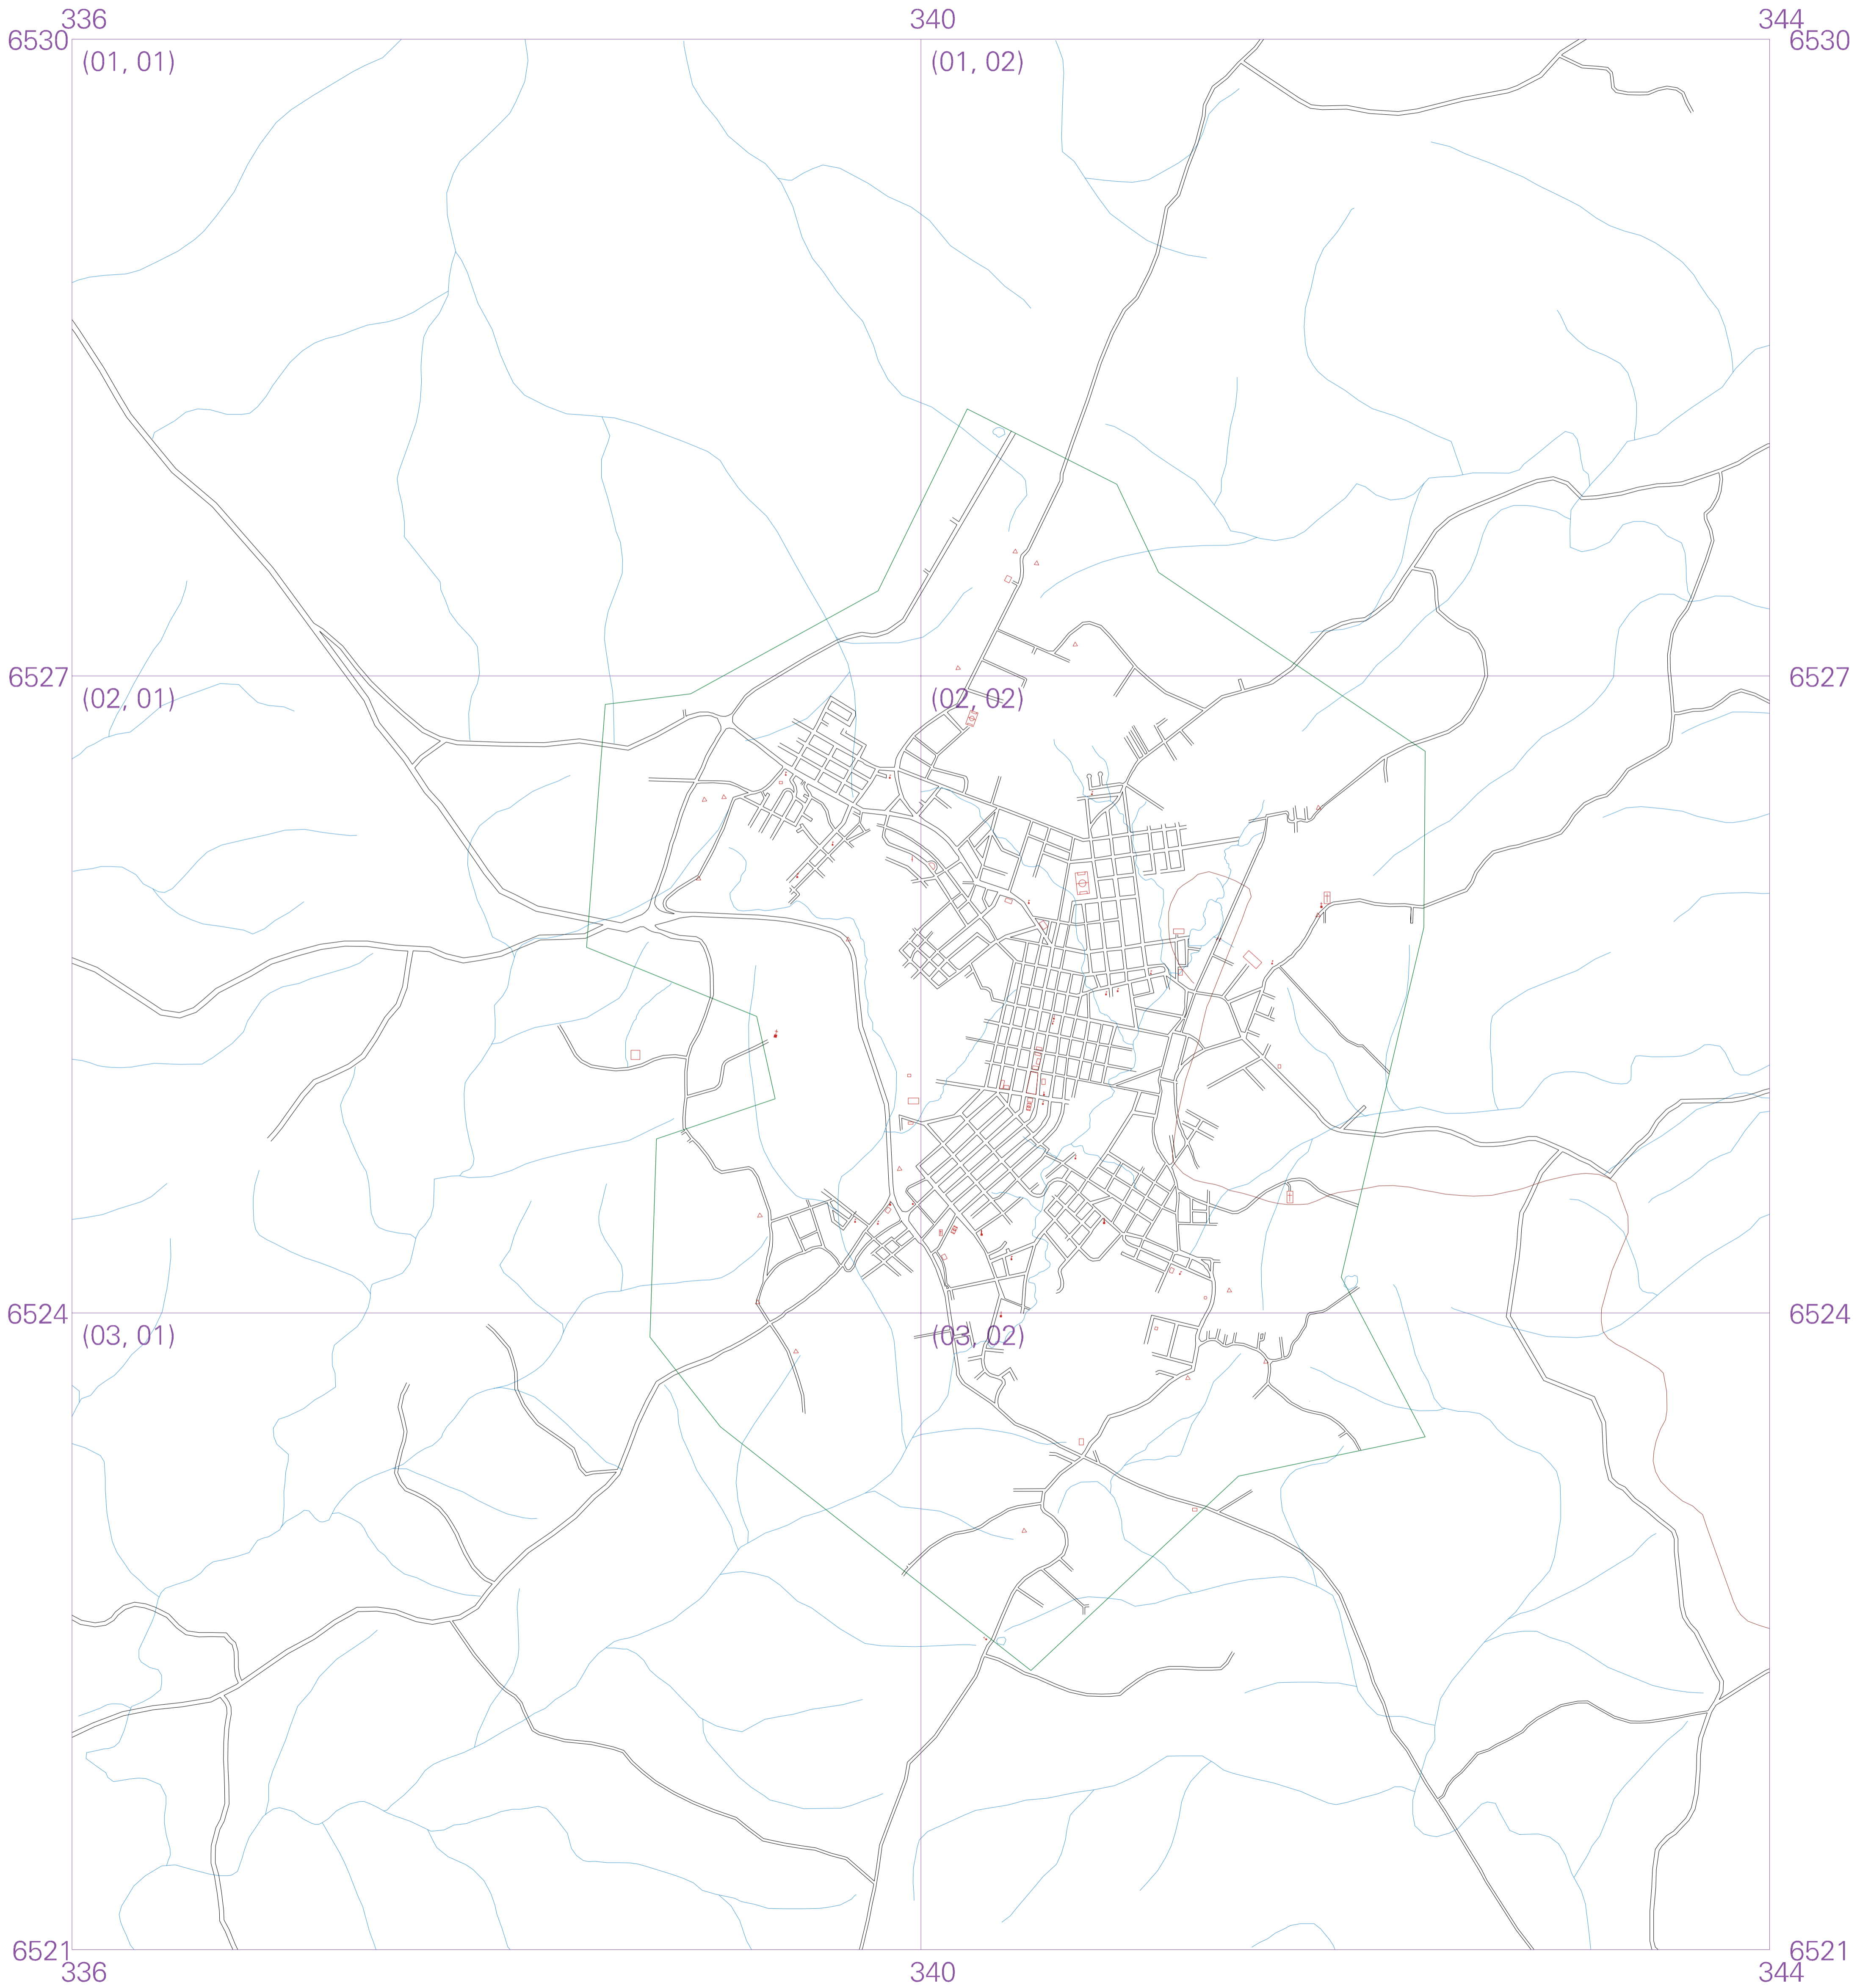 336 340 344
6530 6530
(01, 01) (01, 02)
6527 6527
(02, 01) (02, 02)
6524 6524
(03, 01) (03, 02)
6521 6521
336 340 344